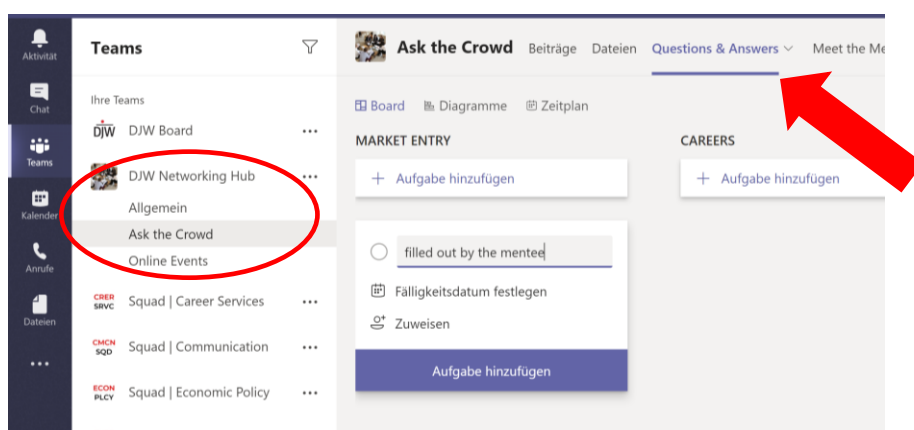 Aktivität
Chat
Teams
Kalender
Anrufe
Dateien
Teams
Ihre Teams
DJW DJW Board
DJW Networking Hub
Allgemein
Ask the Crowd
Online Events
CRER SRVC Squad | Career Services
CMCN SQD Squad | Communication
ECON PLCY Squad | Economic Policy
Ask the Crowd Beiträge Dateien Questions & Answers Meet the Me
Board Diagramme Zeitplan
MARKET ENTRY
+ Aufgabe hinzufügen
filled out by the mentee
Fälligkeitsdatum festlegen
Zuweisen
Aufgabe hinzufügen
CAREERS
+ Aufgabe hinzufügen